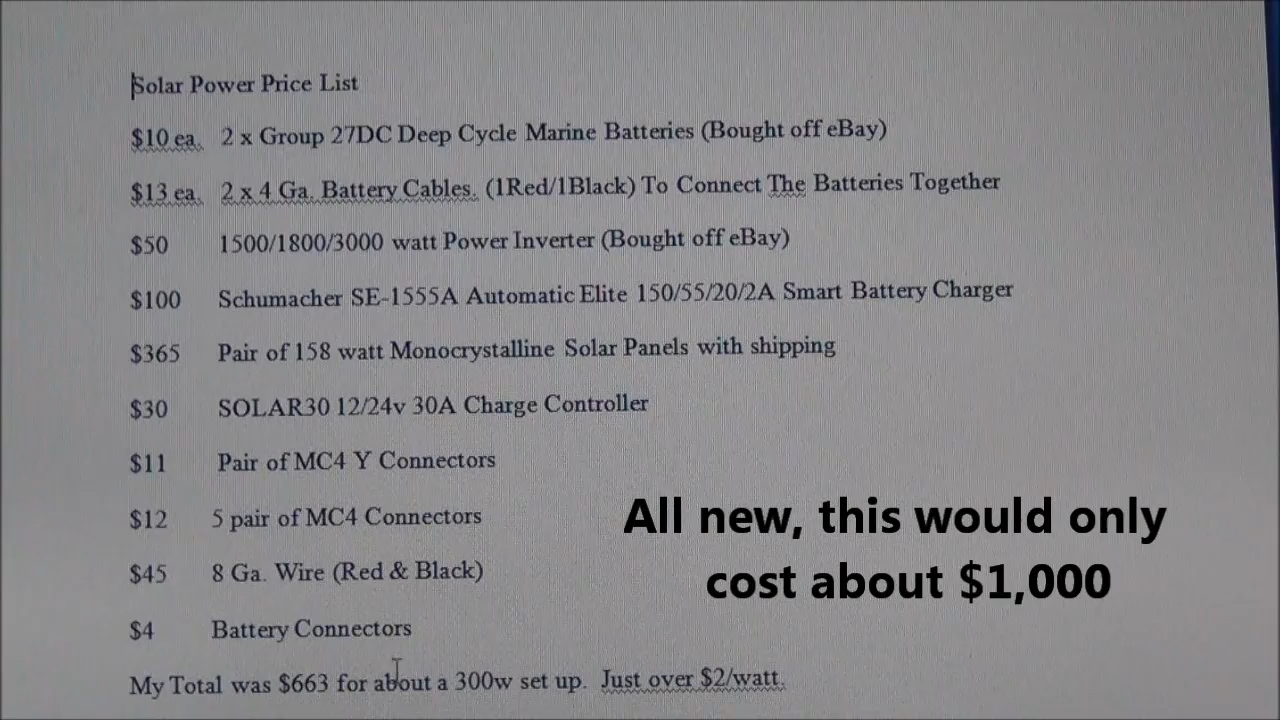 Solar Power Price List
$10 ea. 2 x Group 27DC Deep Cycle Marine Batteries (Bought off eBay)
$13 ea. 2 x 4 Ga. Battery Cables. (1Red/1Black) To Connect The Batteries Together
$50 1500/1800/3000 watt Power Inverter (Bought off eBay)
$100 Schumacher SE-1555A Automatic Elite 150/55/20/2A Smart Battery Charger
$365 Pair of 158 watt Monocrystalline Solar Panels with shipping
$30 SOLAR30 12/24v 30A Charge Controller
$11 Pair of MC4 Y Connectors
$12 5 pair of MC4 Connectors
$45 8 Ga. Wire (Red & Black)
$4 Battery Connectors
My Total was $663 for about a 300w set up. Just over $2/watt.
All new, this would only
cost about $1,000